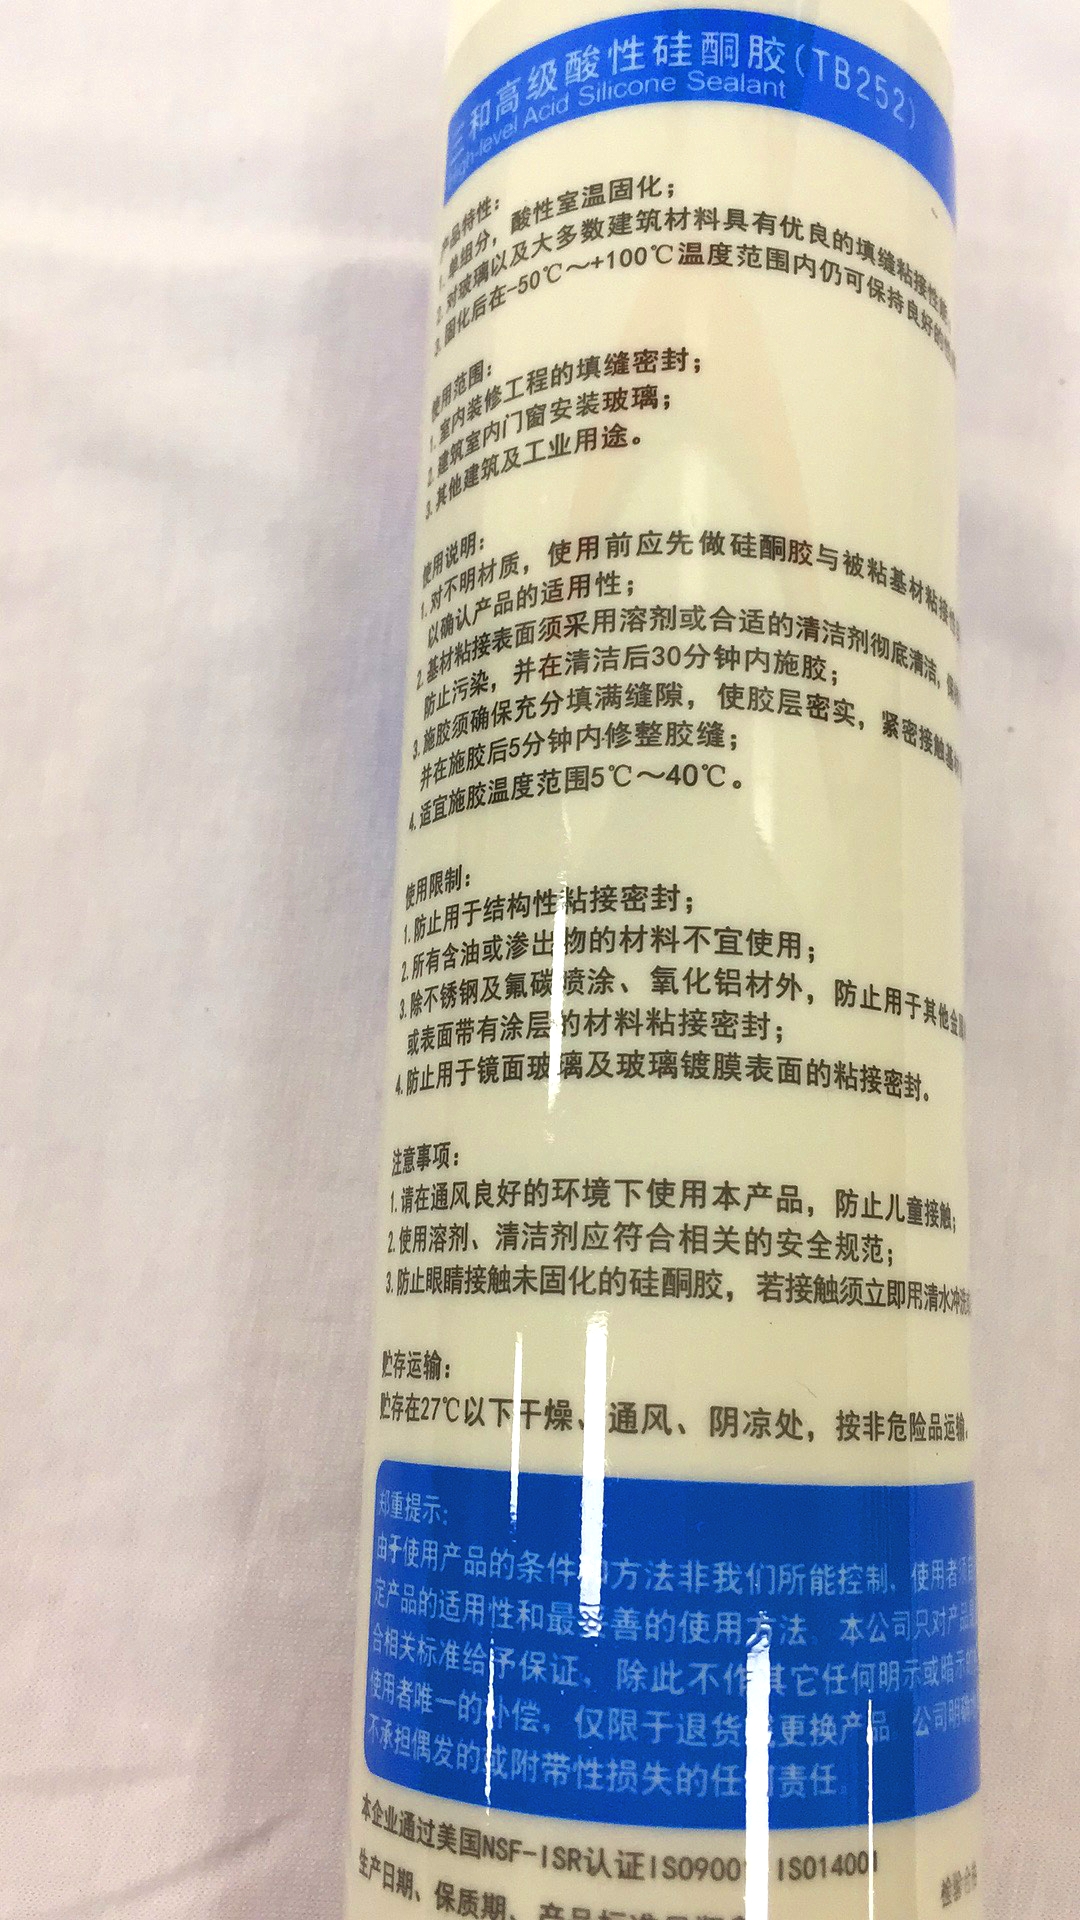 三和高级酸性硅酮胶(TB252)
High-level Acid Silicone Sealant
产品特性：
1. 单组分，酸性室温固化；
2. 对玻璃以及大多数建筑材料具有优良的填缝粘接性能
3. 固化后在-50℃～+100℃温度范围内仍可保持良好的
使用范围：
1. 室内装修工程的填缝密封；
2. 建筑室内门窗安装玻璃；
3. 其他建筑及工业用途。
使用说明：
1. 对不明材质，使用前应先做硅酮胶与被粘基材粘接
以确认产品的适用性；
2. 基材粘接表面须采用溶剂或合适的清洁剂彻底清洁，
防止污染，并在清洁后30分钟内施胶；
3. 施胶须确保充分填满缝隙，使胶层密实，紧密接触基
并在施胶后5分钟内修整胶缝；
4. 适宜施胶温度范围5℃～40℃。
使用限制：
1. 防止用于结构性粘接密封；
2. 所有含油或渗出物的材料不宜使用；
3. 除不锈钢及氟碳喷涂、氧化铝材外，防止用于其他金
或表面带有涂层的材料粘接密封；
4. 防止用于镜面玻璃及玻璃镀膜表面的粘接密封。
注意事项：
1. 请在通风良好的环境下使用本产品，防止儿童接触；
2. 使用溶剂、清洁剂应符合相关的安全规范；
3. 防止眼睛接触未固化的硅酮胶，若接触须立即用清水冲洗
贮存运输：
贮存在27℃以下干燥、通风、阴凉处，按非危险品运输。
郑重提示：
由于使用产品的条件和方法非我们所能控制，使用者须
定产品的适用性和最妥善的使用方法。本公司只对产品
合相关标准给予保证，除此不作其它任何明示或暗示
使用者唯一的补偿，仅限于退货或更换产品 公司明确
不承担偶发的或附带性损失的任何责任。
本企业通过美国NSF-ISR认证ISO9001 ISO14001
生产日期、保质期、产品标准
检验合格